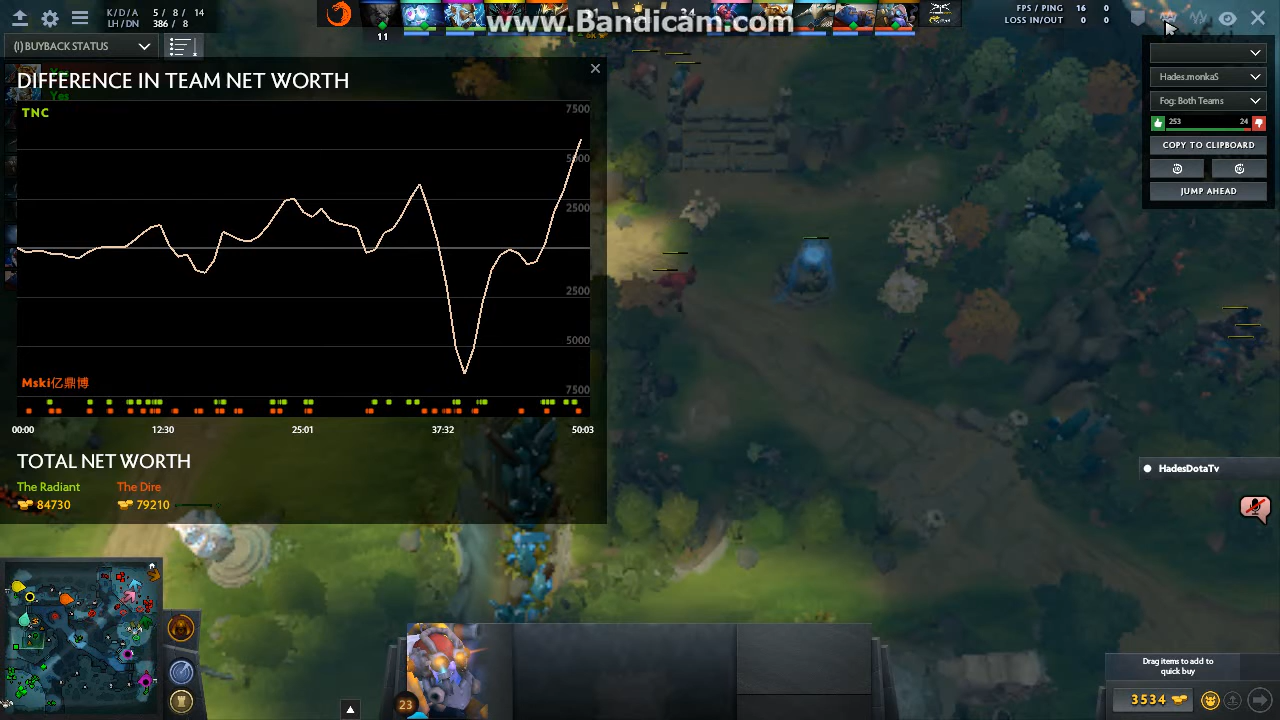 K/D/A 5 / 8 / 14
LH / DN 386 / 8
11
www.Bandicam.com
FPS / PING 16 0
LOSS IN/OUT 0 0
(I) BUYBACK STATUS
Yes
DIFFERENCE IN TEAM NET WORTH
TNC
7500
5000
2500
2500
5000
7500
Mski亿鼎博
00:00 12:30 25:01 37:32 50:03
TOTAL NET WORTH
The Radiant The Dire
84730 79210
Hades.monkaS
Fog: Both Teams
253 24
COPY TO CLIPBOARD
JUMP AHEAD
HadesDotaTv
23
Drag items to add to
quick buy
3534